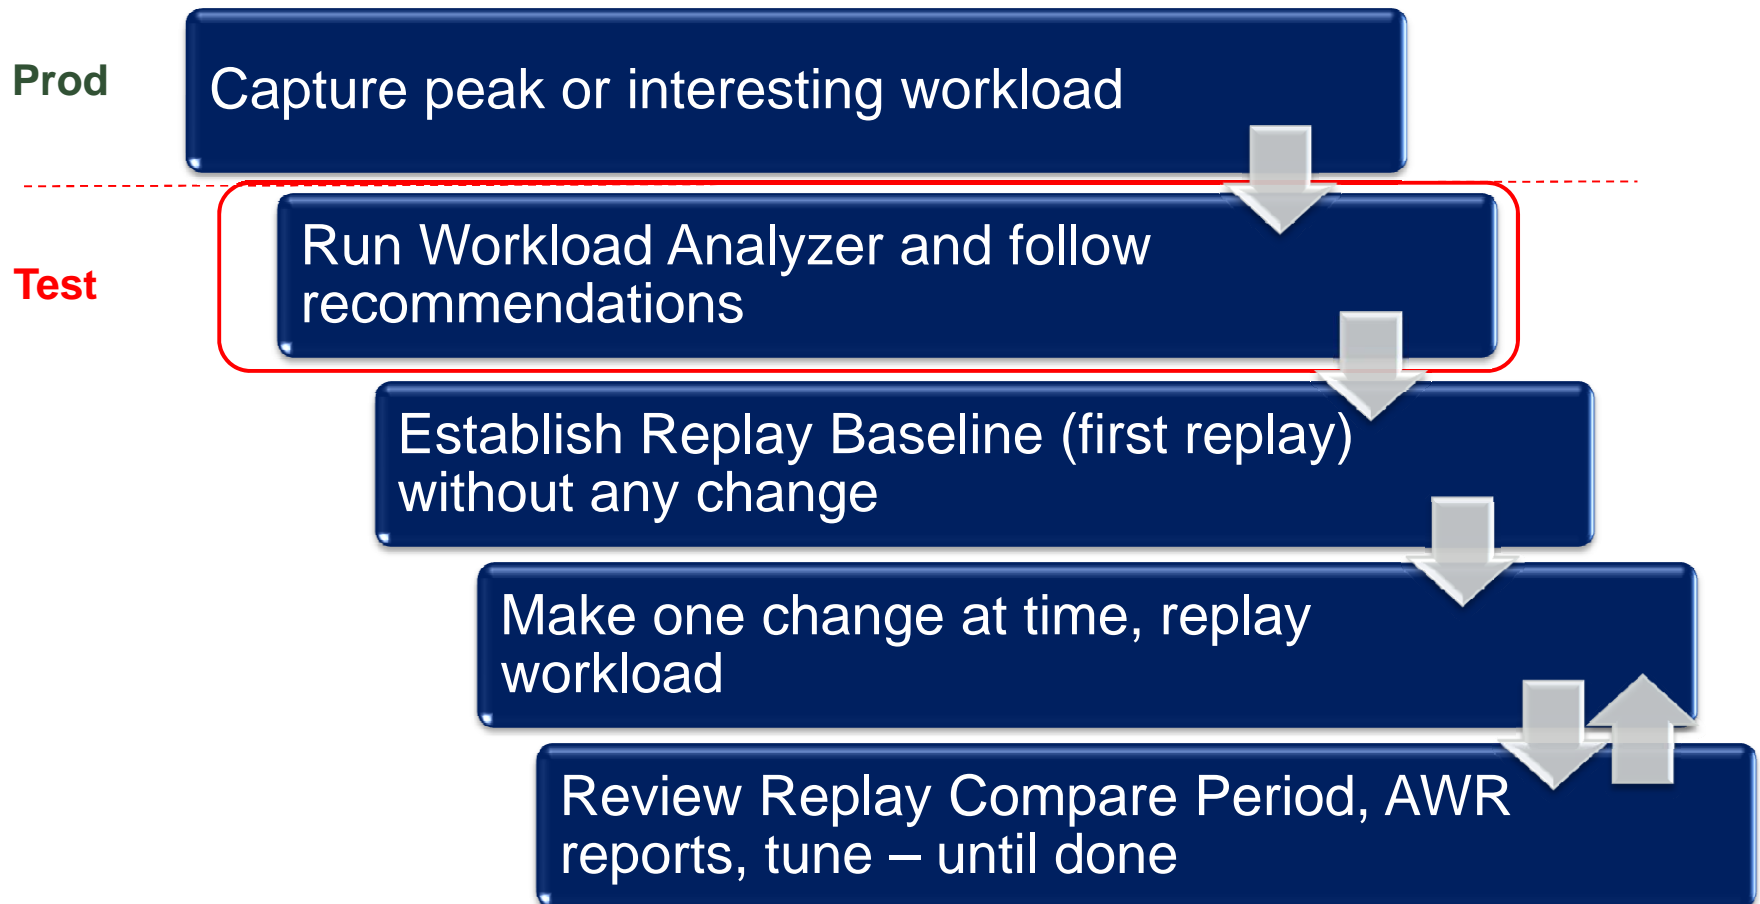 Prod
Capture peak or interesting workload
Test
Run Workload Analyzer and follow
recommendations
Establish Replay Baseline (first replay)
without any change
Make one change at time, replay
workload
Review Replay Compare Period, AWR
reports, tune – until done